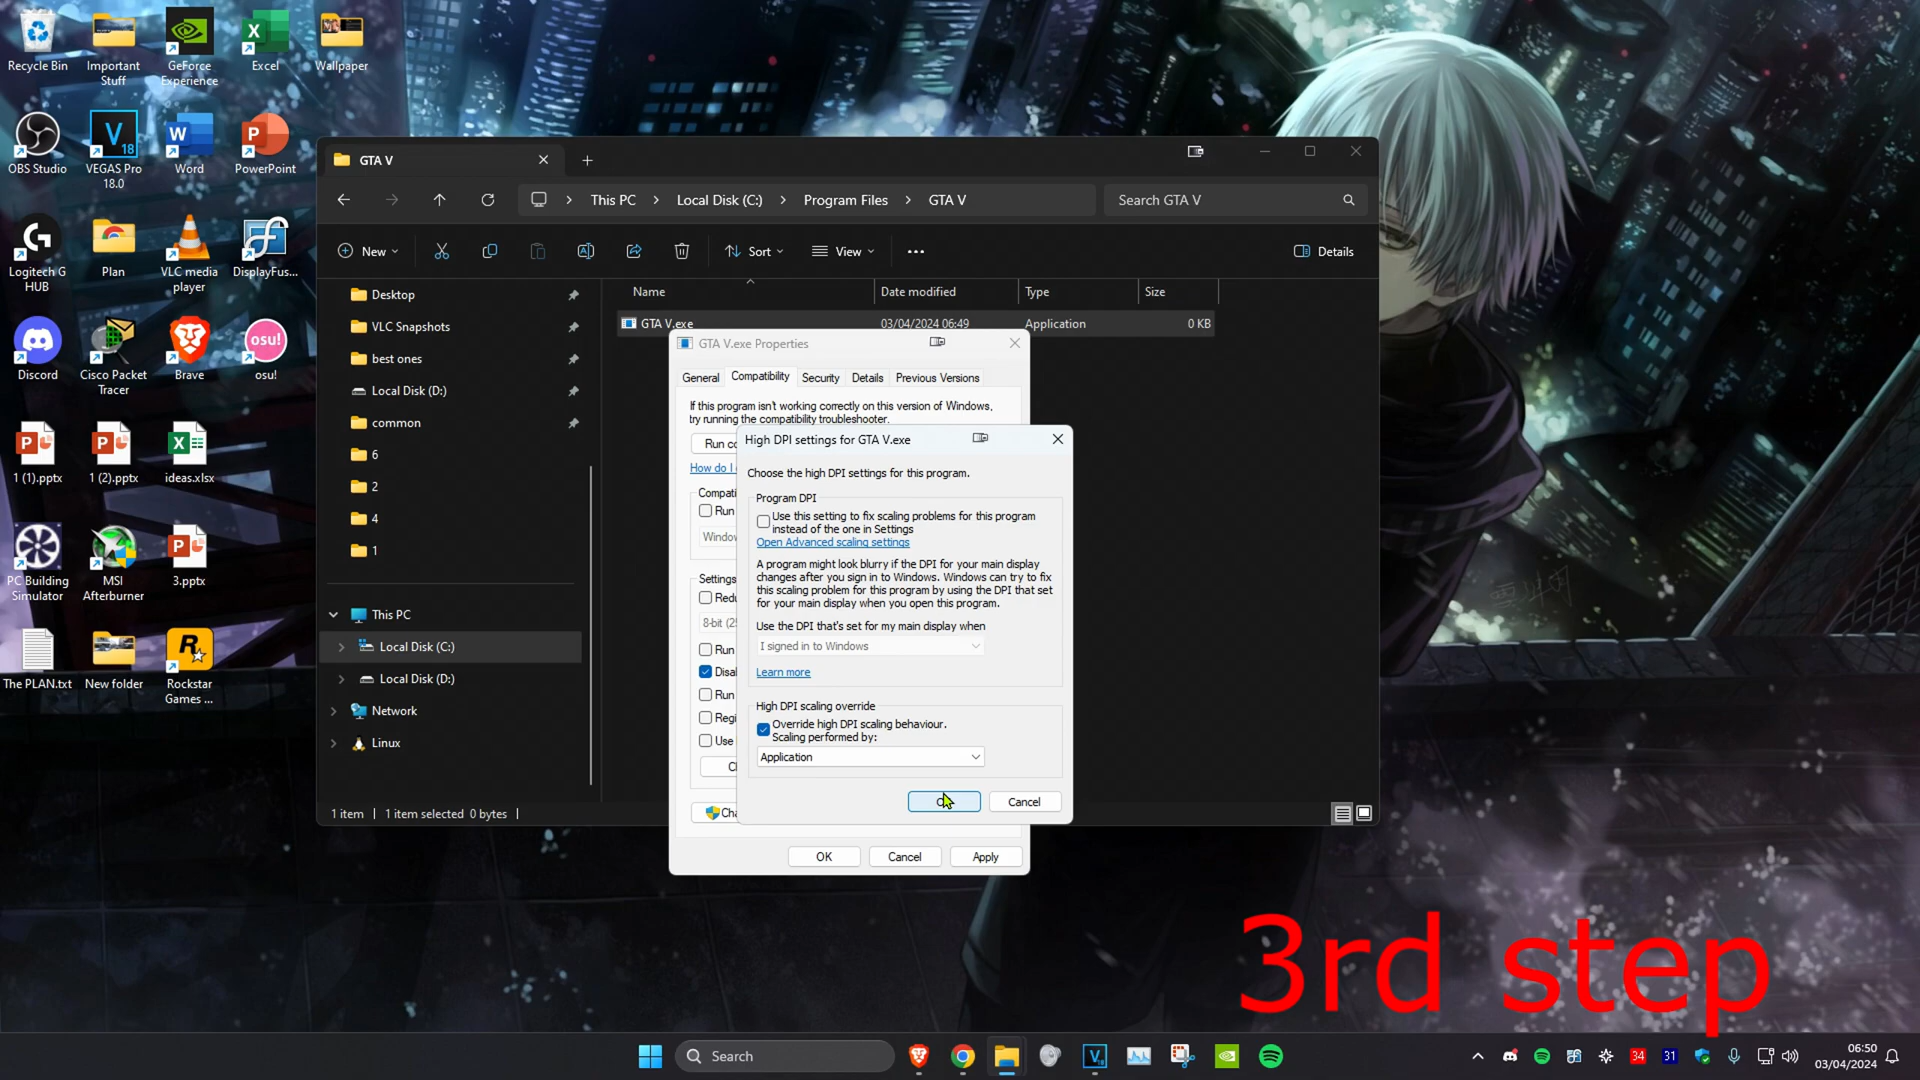 Recycle Bin
Important
Stuff
GeForce
Experience
Excel
Wallpaper
OBS Studio
VEGAS Pro
18.0
Word
PowerPoint
Logitech G
HUB
Plan
VLC media
player
DisplayFus...
Discord
Cisco Packet
Tracer
Brave
osu!
1 (1).pptx
1 (2).pptx
ideas.xlsx
PC Building
Simulator
MSI
Afterburner
3.pptx
The PLAN.txt
New folder
Rockstar
Games ...
GTA V
This PC
Local Disk (C:)
Program Files
GTA V
Search GTA V
New
Sort
View
Details
Desktop
VLC Snapshots
best ones
Local Disk (D:)
common
6
2
4
1
This PC
Local Disk (C:)
Local Disk (D:)
Network
Linux
Name
Date modified
Type
Size
GTA V.exe
03/04/2024 06:49
Application
0 KB
1 item
1 item selected 0 bytes
GTA V.exe Properties
General
Compatibility
Security
Details
Previous Versions
If this program isn't working correctly on this version of Windows,
try running the compatibility troubleshooter.
How do I
Settings
Run
Run
Run
Use
High DPI settings for GTA V.exe
Choose the high DPI settings for this program.
Program DPI
Use this setting to fix scaling problems for this program
instead of the one in Settings
Open Advanced scaling settings
A program might look blurry if the DPI for your main display
changes after you sign in to Windows. Windows can try to fix
this scaling problem for this program by using the DPI that set
for your main display when you open this program.
Use the DPI that's set for my main display when
I signed in to Windows
Learn more
High DPI scaling override
Override high DPI scaling behaviour.
Scaling performed by:
Application
Cancel
OK
Cancel
Apply
3rd step
Search
34
31
06:50
03/04/2024